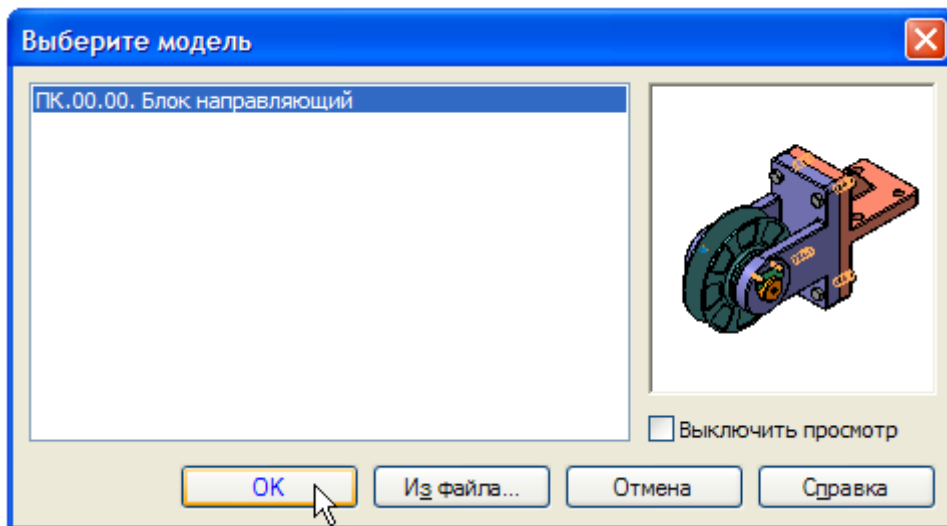 Выберите модель
ПК.00.00. Блок направляющий
Выключить просмотр
OK
Из файла...
Отмена
Справка